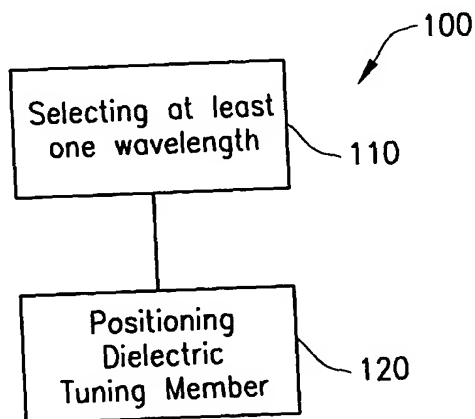 100
Selecting at least
one wavelength
110
Positioning
Dielectric
Tuning Member
120